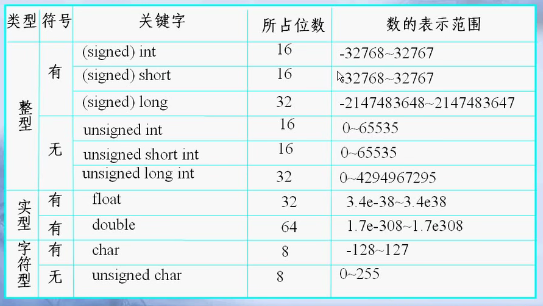 类型 符号 关键字 所占位数 数的表示范围
整型 有 (signed) int 16 -32768~32767
(signed) short 16 -32768~32767
(signed) long 32 -2147483648~2147483647
无 unsigned int 16 0~65535
unsigned short int 16 0~65535
unsigned long int 32 0~4294967295
实型 有 float 32 3.4e-38~3.4e38
有 double 64 1.7e-308~1.7e308
字符型 有 char 8 -128~127
无 unsigned char 8 0~255